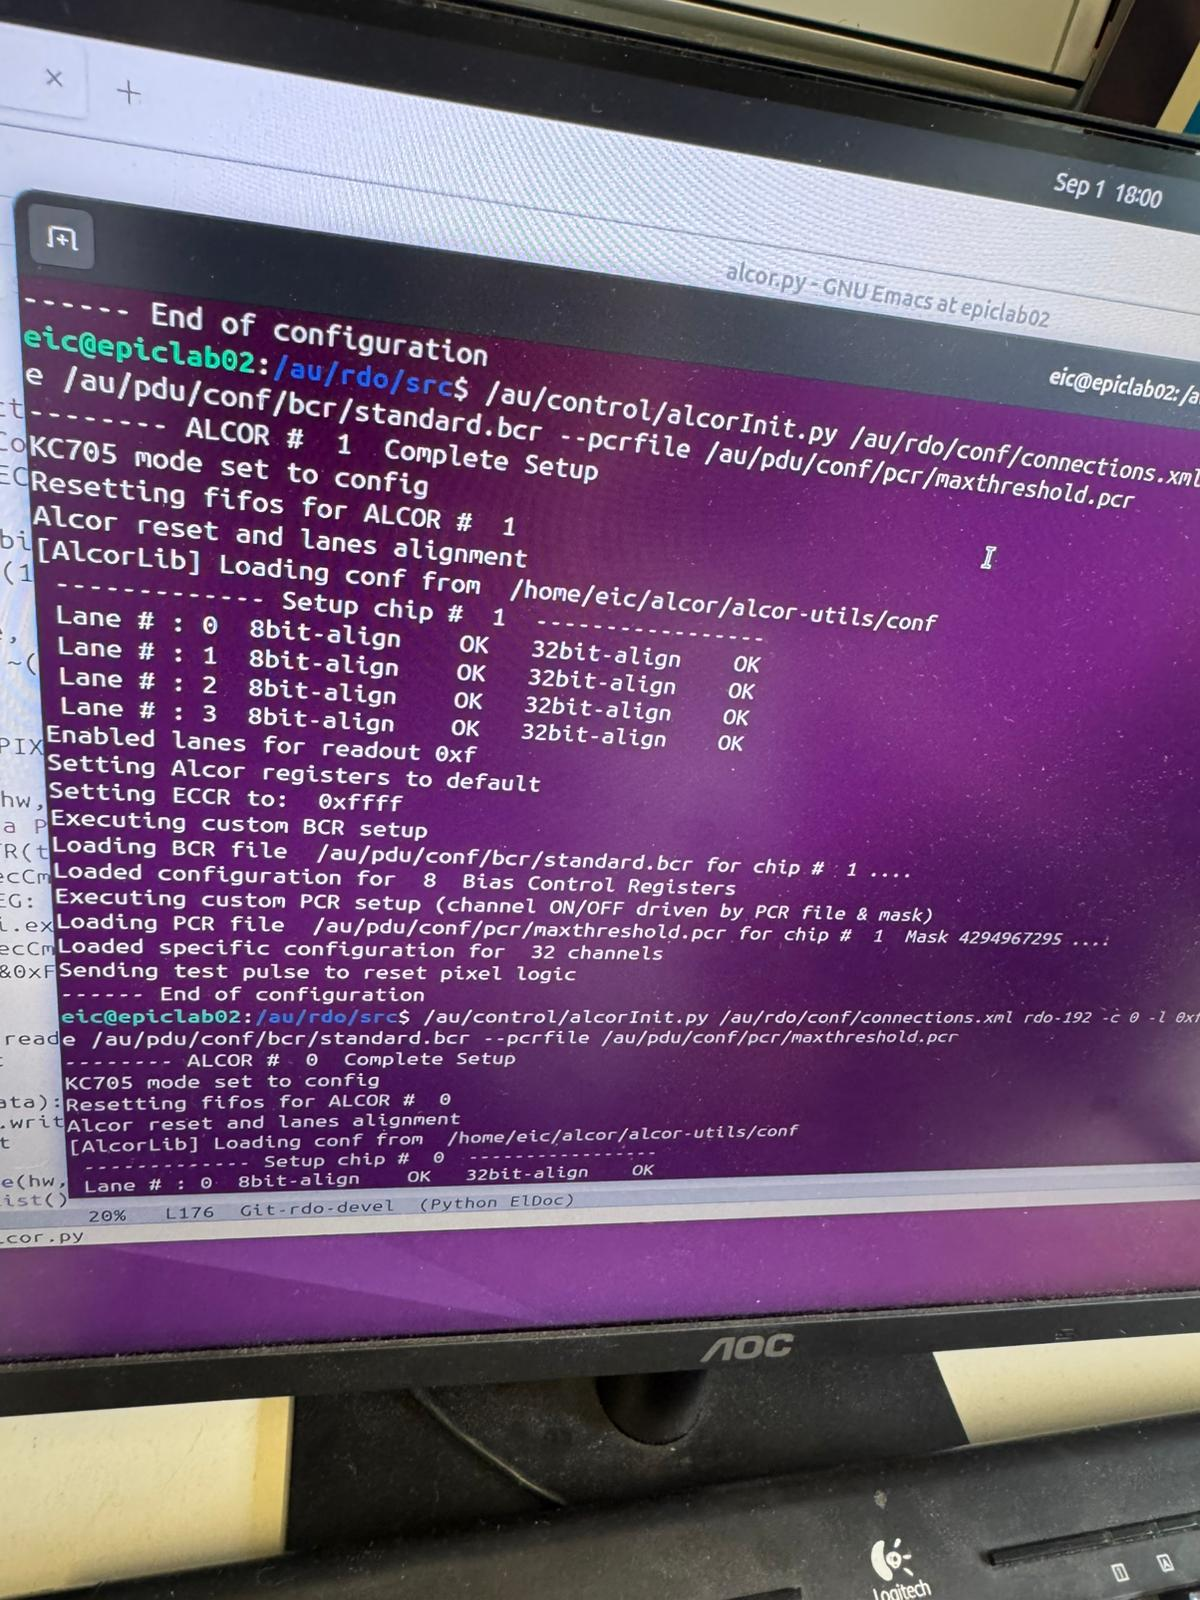 Sep 1 18:00
alcor.py - GNU Emacs at epiclab02
eic@epiclab02:
------ End of configuration
eic@epiclab02:/au/rdo/src$ /au/control/alcorInit.py /au/rdo/conf/connections.xml
e /au/pdu/conf/bcr/standard.bcr --pcrfile /au/pdu/conf/pcr/maxthreshold.pcr
-------- ALCOR # 1 Complete Setup
KC705 mode set to config
Resetting fifos for ALCOR # 1
Alcor reset and lanes alignment
[AlcorLib] Loading conf from /home/eic/alcor/alcor-utils/conf
------------- Setup chip # 1 -----------------
Lane # : 0 8bit-align OK 32bit-align OK
Lane # : 1 8bit-align OK 32bit-align OK
Lane # : 2 8bit-align OK 32bit-align OK
Lane # : 3 8bit-align OK 32bit-align OK
Enabled lanes for readout 0xf
Setting Alcor registers to default
Setting ECCR to: 0xffff
Executing custom BCR setup
Loading BCR file /au/pdu/conf/bcr/standard.bcr for chip # 1 ....
Loaded configuration for 8 Bias Control Registers
Executing custom PCR setup (channel ON/OFF driven by PCR file & mask)
Loading PCR file /au/pdu/conf/pcr/maxthreshold.pcr for chip # 1 Mask 4294967295 ....
Loaded specific configuration for 32 channels
Sending test pulse to reset pixel logic
------ End of configuration
eic@epiclab02:/au/rdo/src$ /au/control/alcorInit.py /au/rdo/conf/connections.xml rdo-192 -c 0 -l 0xf
e /au/pdu/conf/bcr/standard.bcr --pcrfile /au/pdu/conf/pcr/maxthreshold.pcr
-------- ALCOR # 0 Complete Setup
KC705 mode set to config
Resetting fifos for ALCOR # 0
Alcor reset and lanes alignment
[AlcorLib] Loading conf from /home/eic/alcor/alcor-utils/conf
------------- Setup chip # 0 -----------------
Lane # : 0 8bit-align OK 32bit-align OK
20% L176 Git-rdo-devel (Python ElDoc)
lcor.py
AOC
Logitech